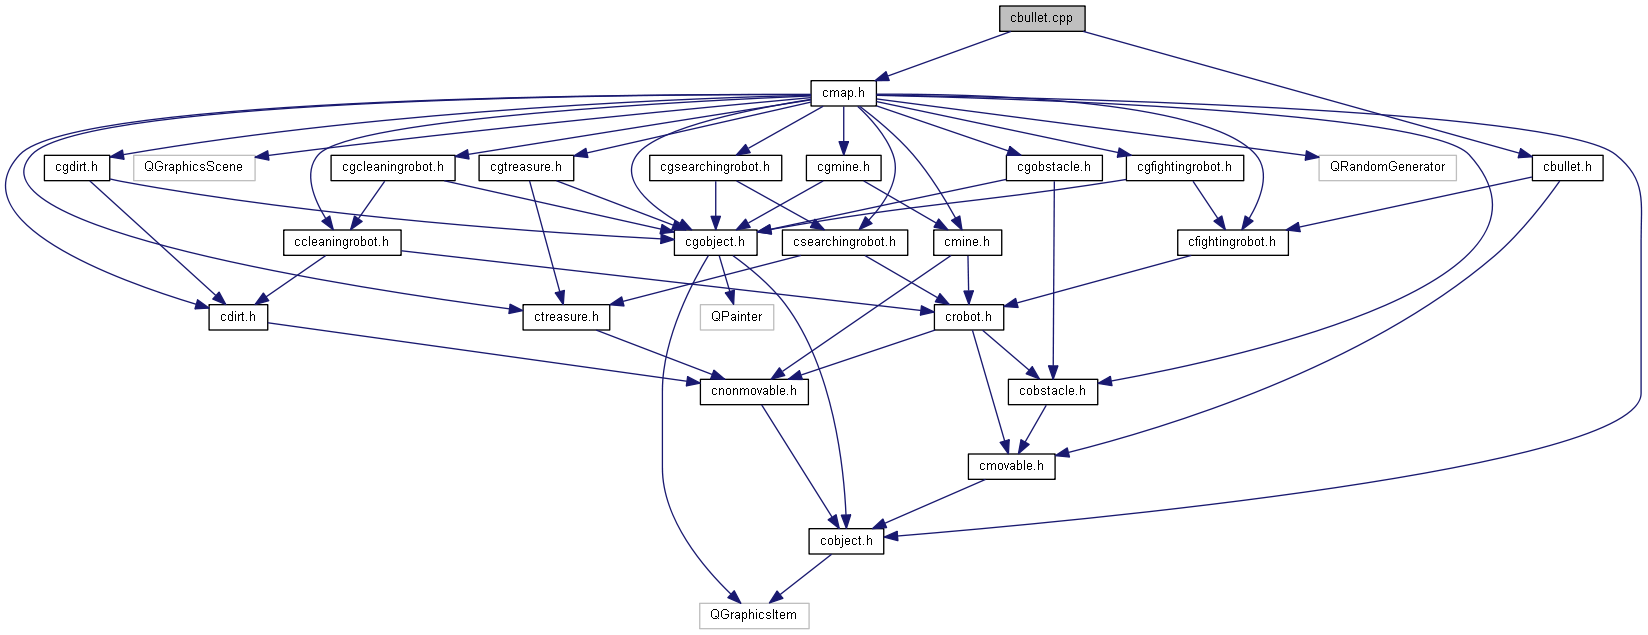 cbullet.cpp
cmap.h
cgdirt.h
QGraphicsScene
cgcleaningrobot.h
cgtreasure.h
cgsearchingrobot.h
cgmine.h
cgobstacle.h
cgfightingrobot.h
QRandomGenerator
cbullet.h
ccleaningrobot.h
cgobject.h
csearchingrobot.h
cmine.h
cfightingrobot.h
cdirt.h
ctreasure.h
QPainter
crobot.h
cnonmovable.h
cobstacle.h
cmovable.h
cobject.h
QGraphicsItem